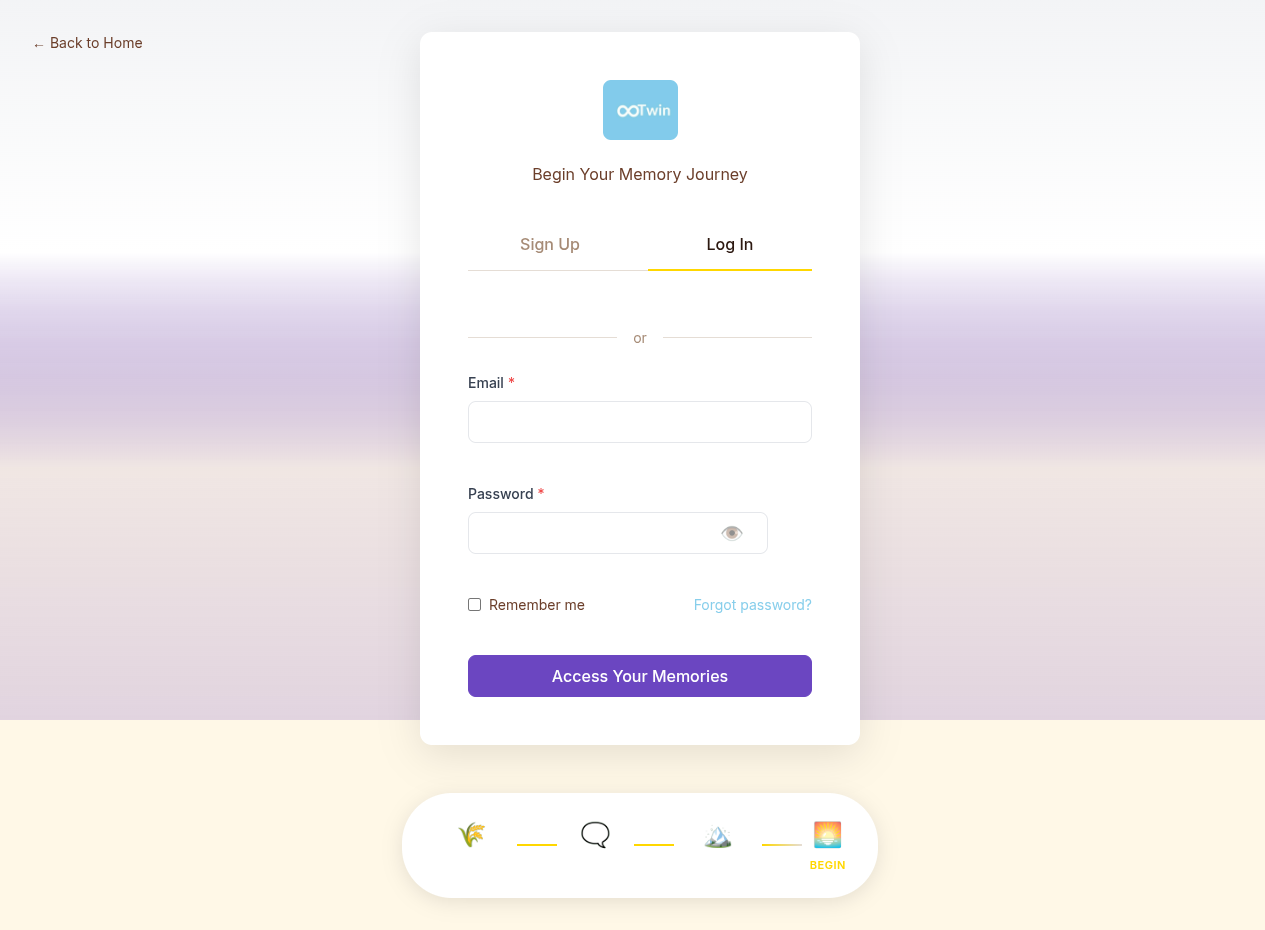 ← Back to Home
∞Twin
Begin Your Memory Journey
Sign Up
Log In
or
Email *
Password *
Remember me
Forgot password?
Access Your Memories
BEGIN